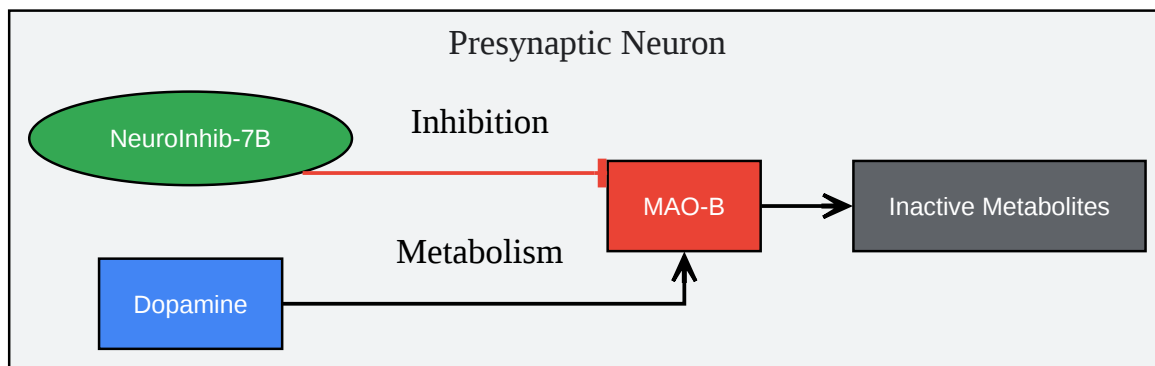 Presynaptic Neuron
NeuroInhib-7B
Inhibition
MAO-B
Inactive Metabolites
Metabolism
Dopamine